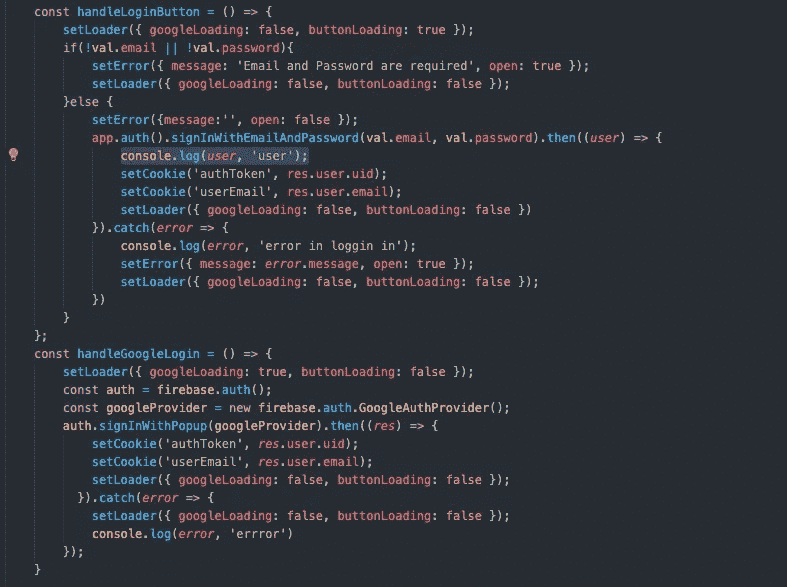 const handleLoginButton = () => {
setLoader({ googleLoading: false, buttonLoading: true });
if(!val.email || !val.password){
setError({ message: 'Email and Password are required', open: true });
setLoader({ googleLoading: false, buttonLoading: false });
}else {
setError({message:'', open: false });
app.auth().signInWithEmailAndPassword(val.email, val.password).then((user) => {
console.log(user, 'user');
setCookie('authToken', res.user.uid);
setCookie('userEmail', res.user.email);
setLoader({ googleLoading: false, buttonLoading: false })
}).catch(error => {
console.log(error, 'error in loggin in');
setError({ message: error.message, open: true });
setLoader({ googleLoading: false, buttonLoading: false });
})
}
};
const handleGoogleLogin = () => {
setLoader({ googleLoading: true, buttonLoading: false });
const auth = firebase.auth();
const googleProvider = new firebase.auth.GoogleAuthProvider();
auth.signInWithPopup(googleProvider).then((res) => {
setCookie('authToken', res.user.uid);
setCookie('userEmail', res.user.email);
setLoader({ googleLoading: false, buttonLoading: false });
}).catch(error => {
setLoader({ googleLoading: false, buttonLoading: false });
console.log(error, 'errror')
});
}